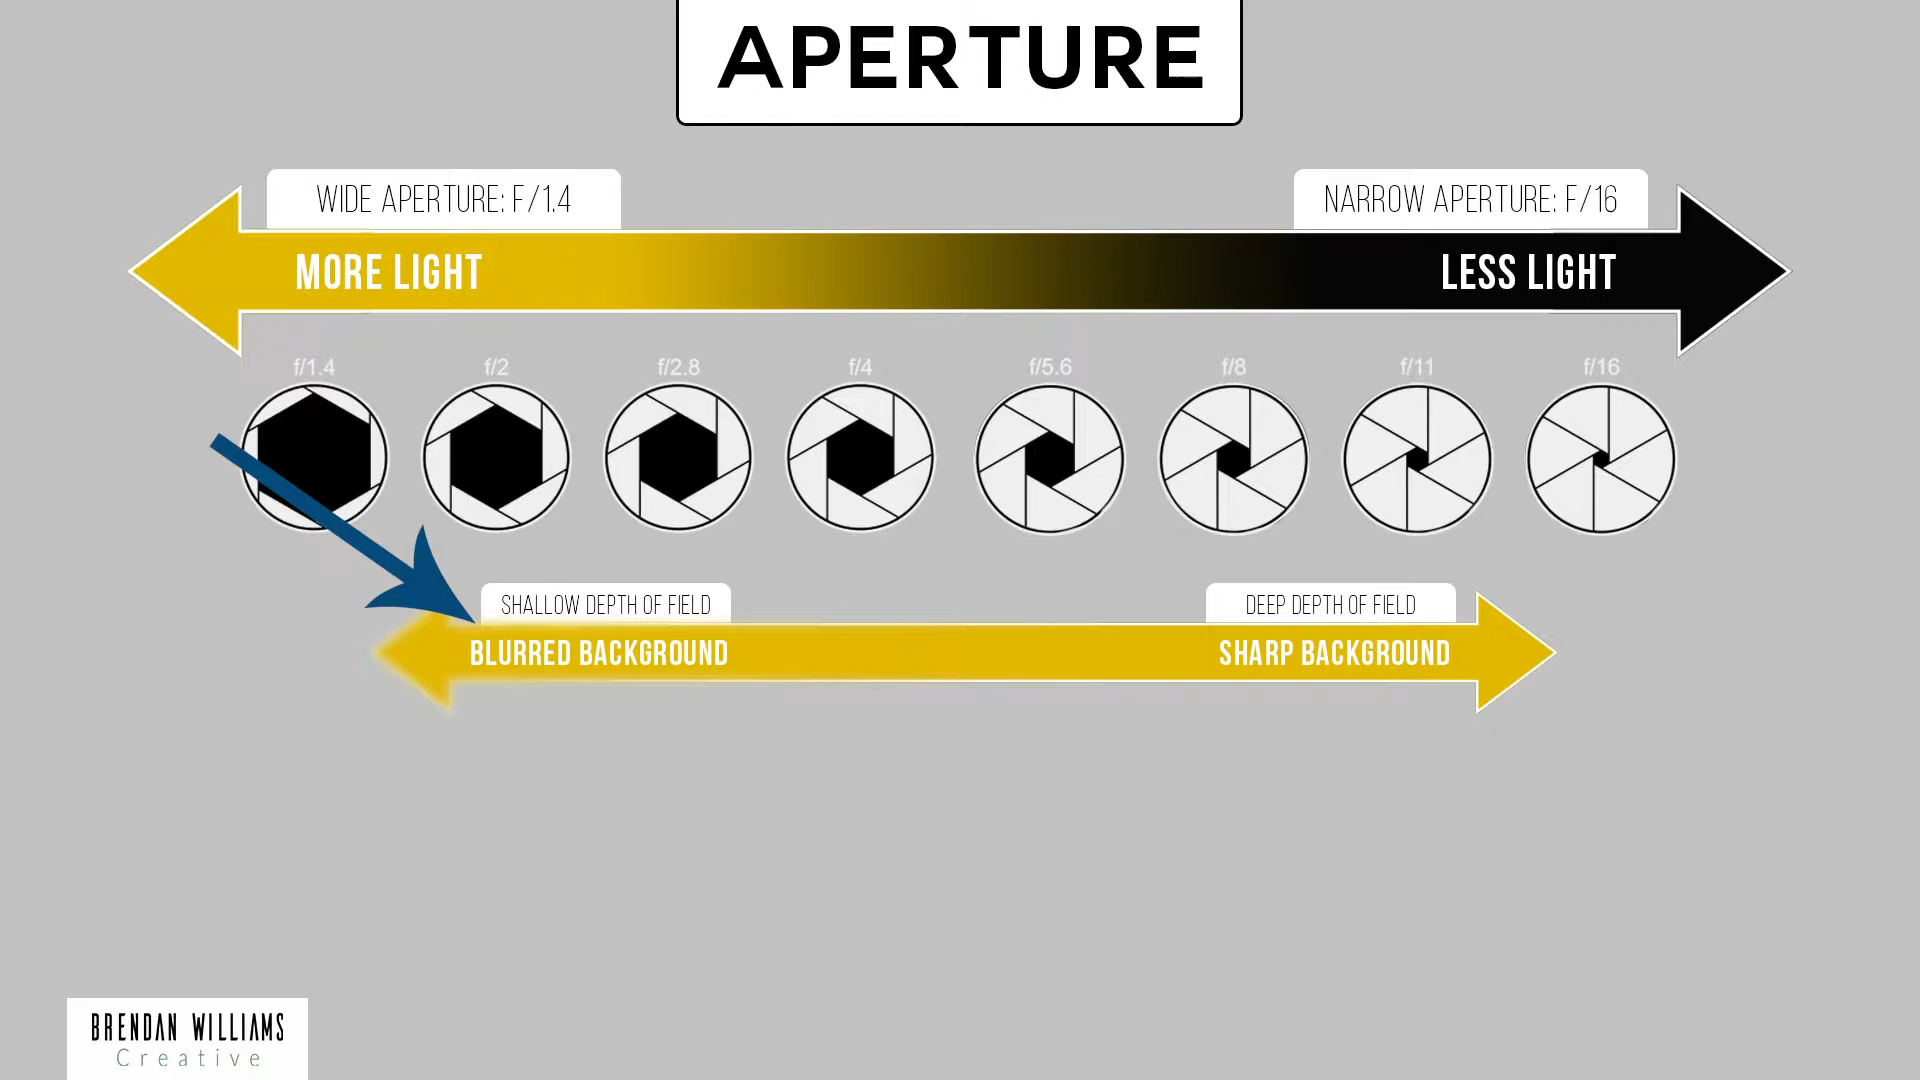 APERTURE
WIDE APERTURE: F/1.4
NARROW APERTURE: F/16
MORE LIGHT
LESS LIGHT
f/1.4
f/2
f/2.8
f/4
f/5.6
f/8
f/11
f/16
SHALLOW DEPTH OF FIELD
DEEP DEPTH OF FIELD
BLURRED BACKGROUND
SHARP BACKGROUND
BRENDAN WILLIAMS
Creative